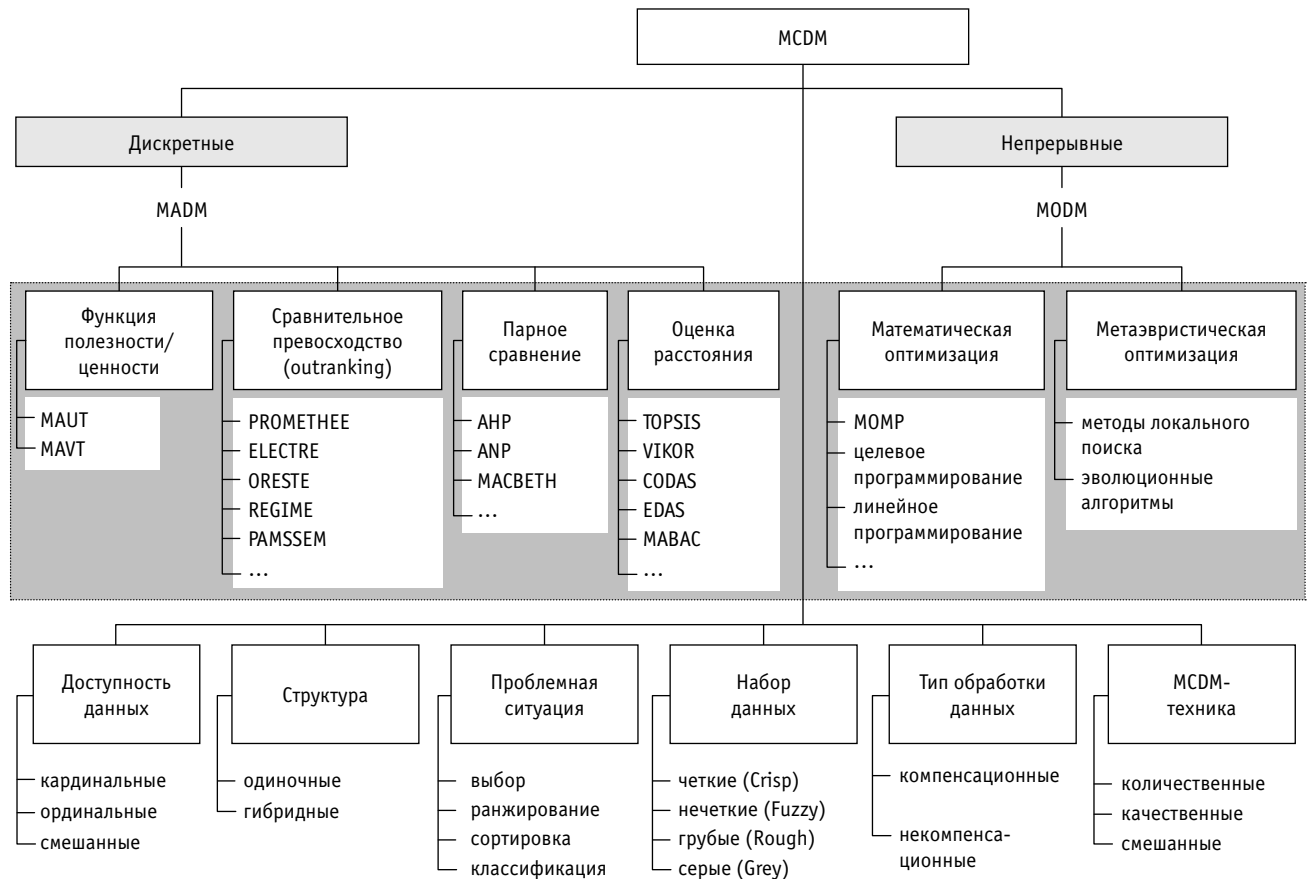 MCDM
Дискретные
Непрерывные
MADM
MODM
Функция
полезности/
ценности
MAUT
MAVT
Сравнительное
превосходство
(outranking)
PROMETHEE
ELECTRE
ORESTE
REGIME
PAMSSEM
...
Парное
сравнение
AHP
ANP
MACBETH
...
Оценка
расстояния
TOPSIS
VIKOR
CODAS
EDAS
MABAC
...
Математическая
оптимизация
MOMP
целевое
программирование
линейное
программирование
...
Метаэвристическая
оптимизация
методы локального
поиска
эволюционные
алгоритмы
Доступность
данных
кардинальные
ординальные
смешанные
Структура
одиночные
гибридные
Проблемная
ситуация
выбор
ранжирование
сортировка
классификация
Набор
данных
четкие (Crisp)
нечеткие (Fuzzy)
грубые (Rough)
серые (Grey)
Тип обработки
данных
компенсационные
некомпенса-
ционные
MCDM-
техника
количественные
качественные
смешанные